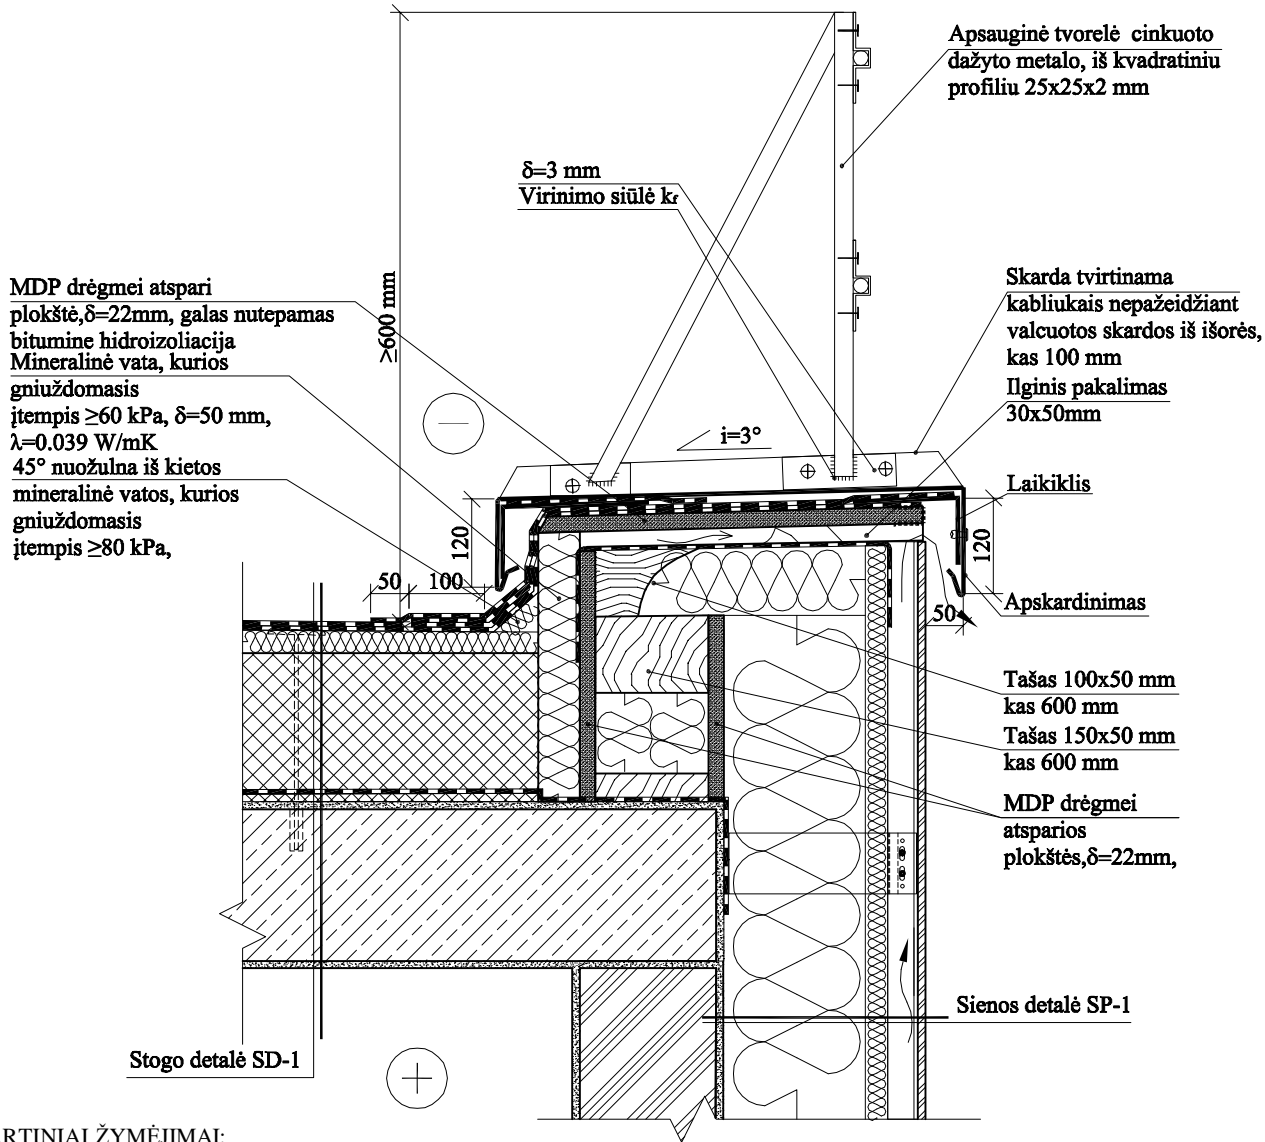 Apsauginė tvorelė cinkuoto
dažyto metalo, iš kvadratiniu
profiliu 25x25x2 mm
δ=3 mm
Virinimo siūlė kf
≥600 mm
MDP drėgmei atspari
plokštė,δ=22mm, galas nutepamas
bitumine hidroizoliacija
Mineralinė vata, kurios
gniuždomasis
įtempis ≥60 kPa, δ=50 mm,
λ=0.039 W/mK
45° nuožulna iš kietos
mineralinė vatos, kurios
gniuždomasis
įtempis ≥80 kPa,
Skarda tvirtinama
kabliukais nepažeidžiant
valcuotos skardos iš išorės,
kas 100 mm
Ilginis pakalimas
30x50mm
i=3°
Laikiklis
120
120
50
100
50
Apskardinimas
Tašas 100x50 mm
kas 600 mm
Tašas 150x50 mm
kas 600 mm
MDP drėgmei
atsparios
plokštės,δ=22mm,
Sienos detalė SP-1
Stogo detalė SD-1
RTINIAI ŽYMĖJIMAI: